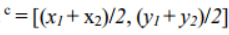 c = [(x₁ + x₂)/2, (y₁ + y₂)/2]